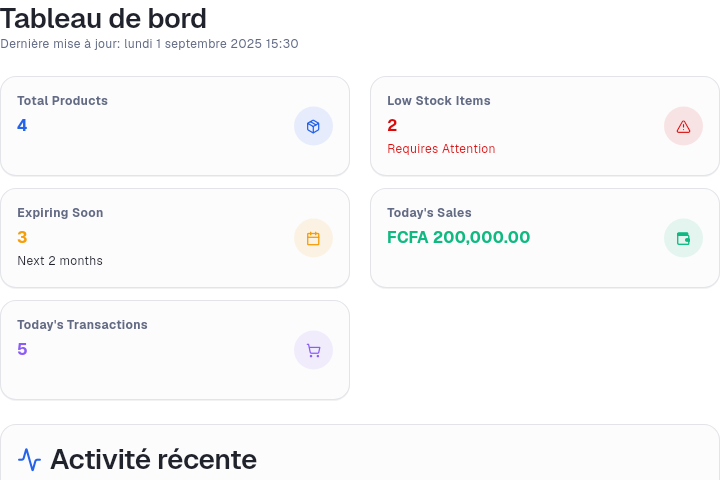 Tableau de bord
Dernière mise à jour: lundi 1 septembre 2025 15:30
Total Products
4
Low Stock Items
2
Requires Attention
Expiring Soon
3
Next 2 months
Today's Sales
FCFA 200,000.00
Today's Transactions
5
Activité récente